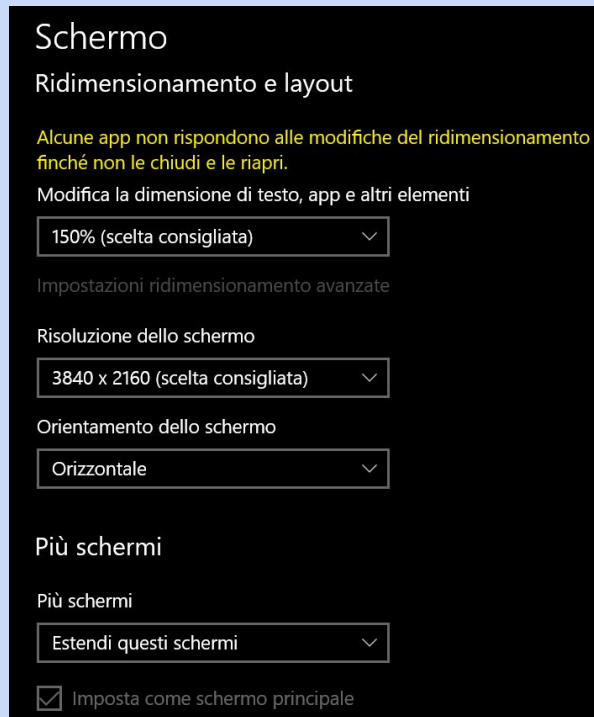 Schermo
Ridimensionamento e layout
Alcune app non rispondono alle modifiche del ridimensionamento
finché non le chiudi e le riapri.
Modifica la dimensione di testo, app e altri elementi
150% (scelta consigliata)
Impostazioni ridimensionamento avanzate
Risoluzione dello schermo
3840 x 2160 (scelta consigliata)
Orientamento dello schermo
Orizzontale
Più schermi
Più schermi
Estendi questi schermi
Imposta come schermo principale